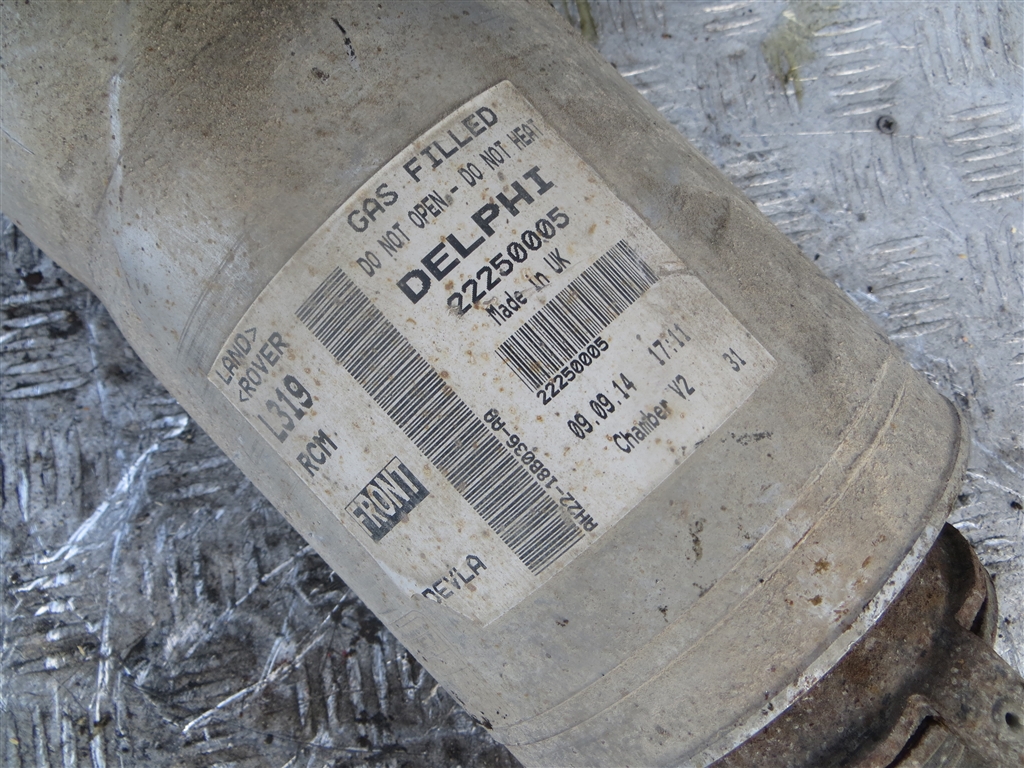 GAS FILLED
DO NOT OPEN - DO NOT HEAT
DELPHI
22250005
Made in UK
22250005
09.09.14 17:11
Chamber V2 31
LAND>
<ROVER
L319
RCM
FRONT
AH22-18B036-AB
DEVLA